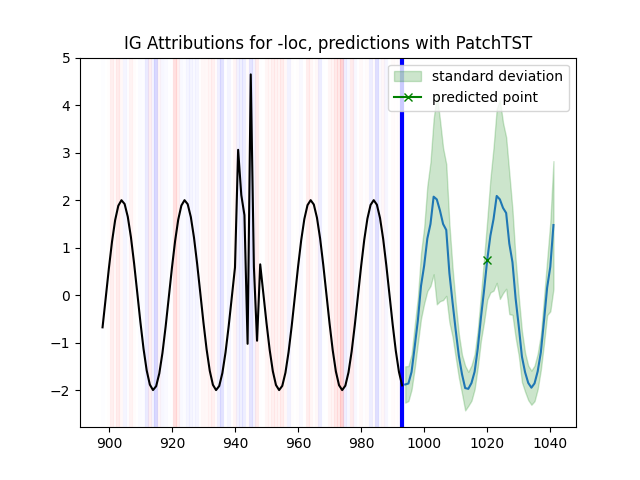 IG Attributions for -loc, predictions with PatchTST
standard deviation
predicted point
5
4
3
2
1
0
−1
−2
900 920 940 960 980 1000 1020 1040